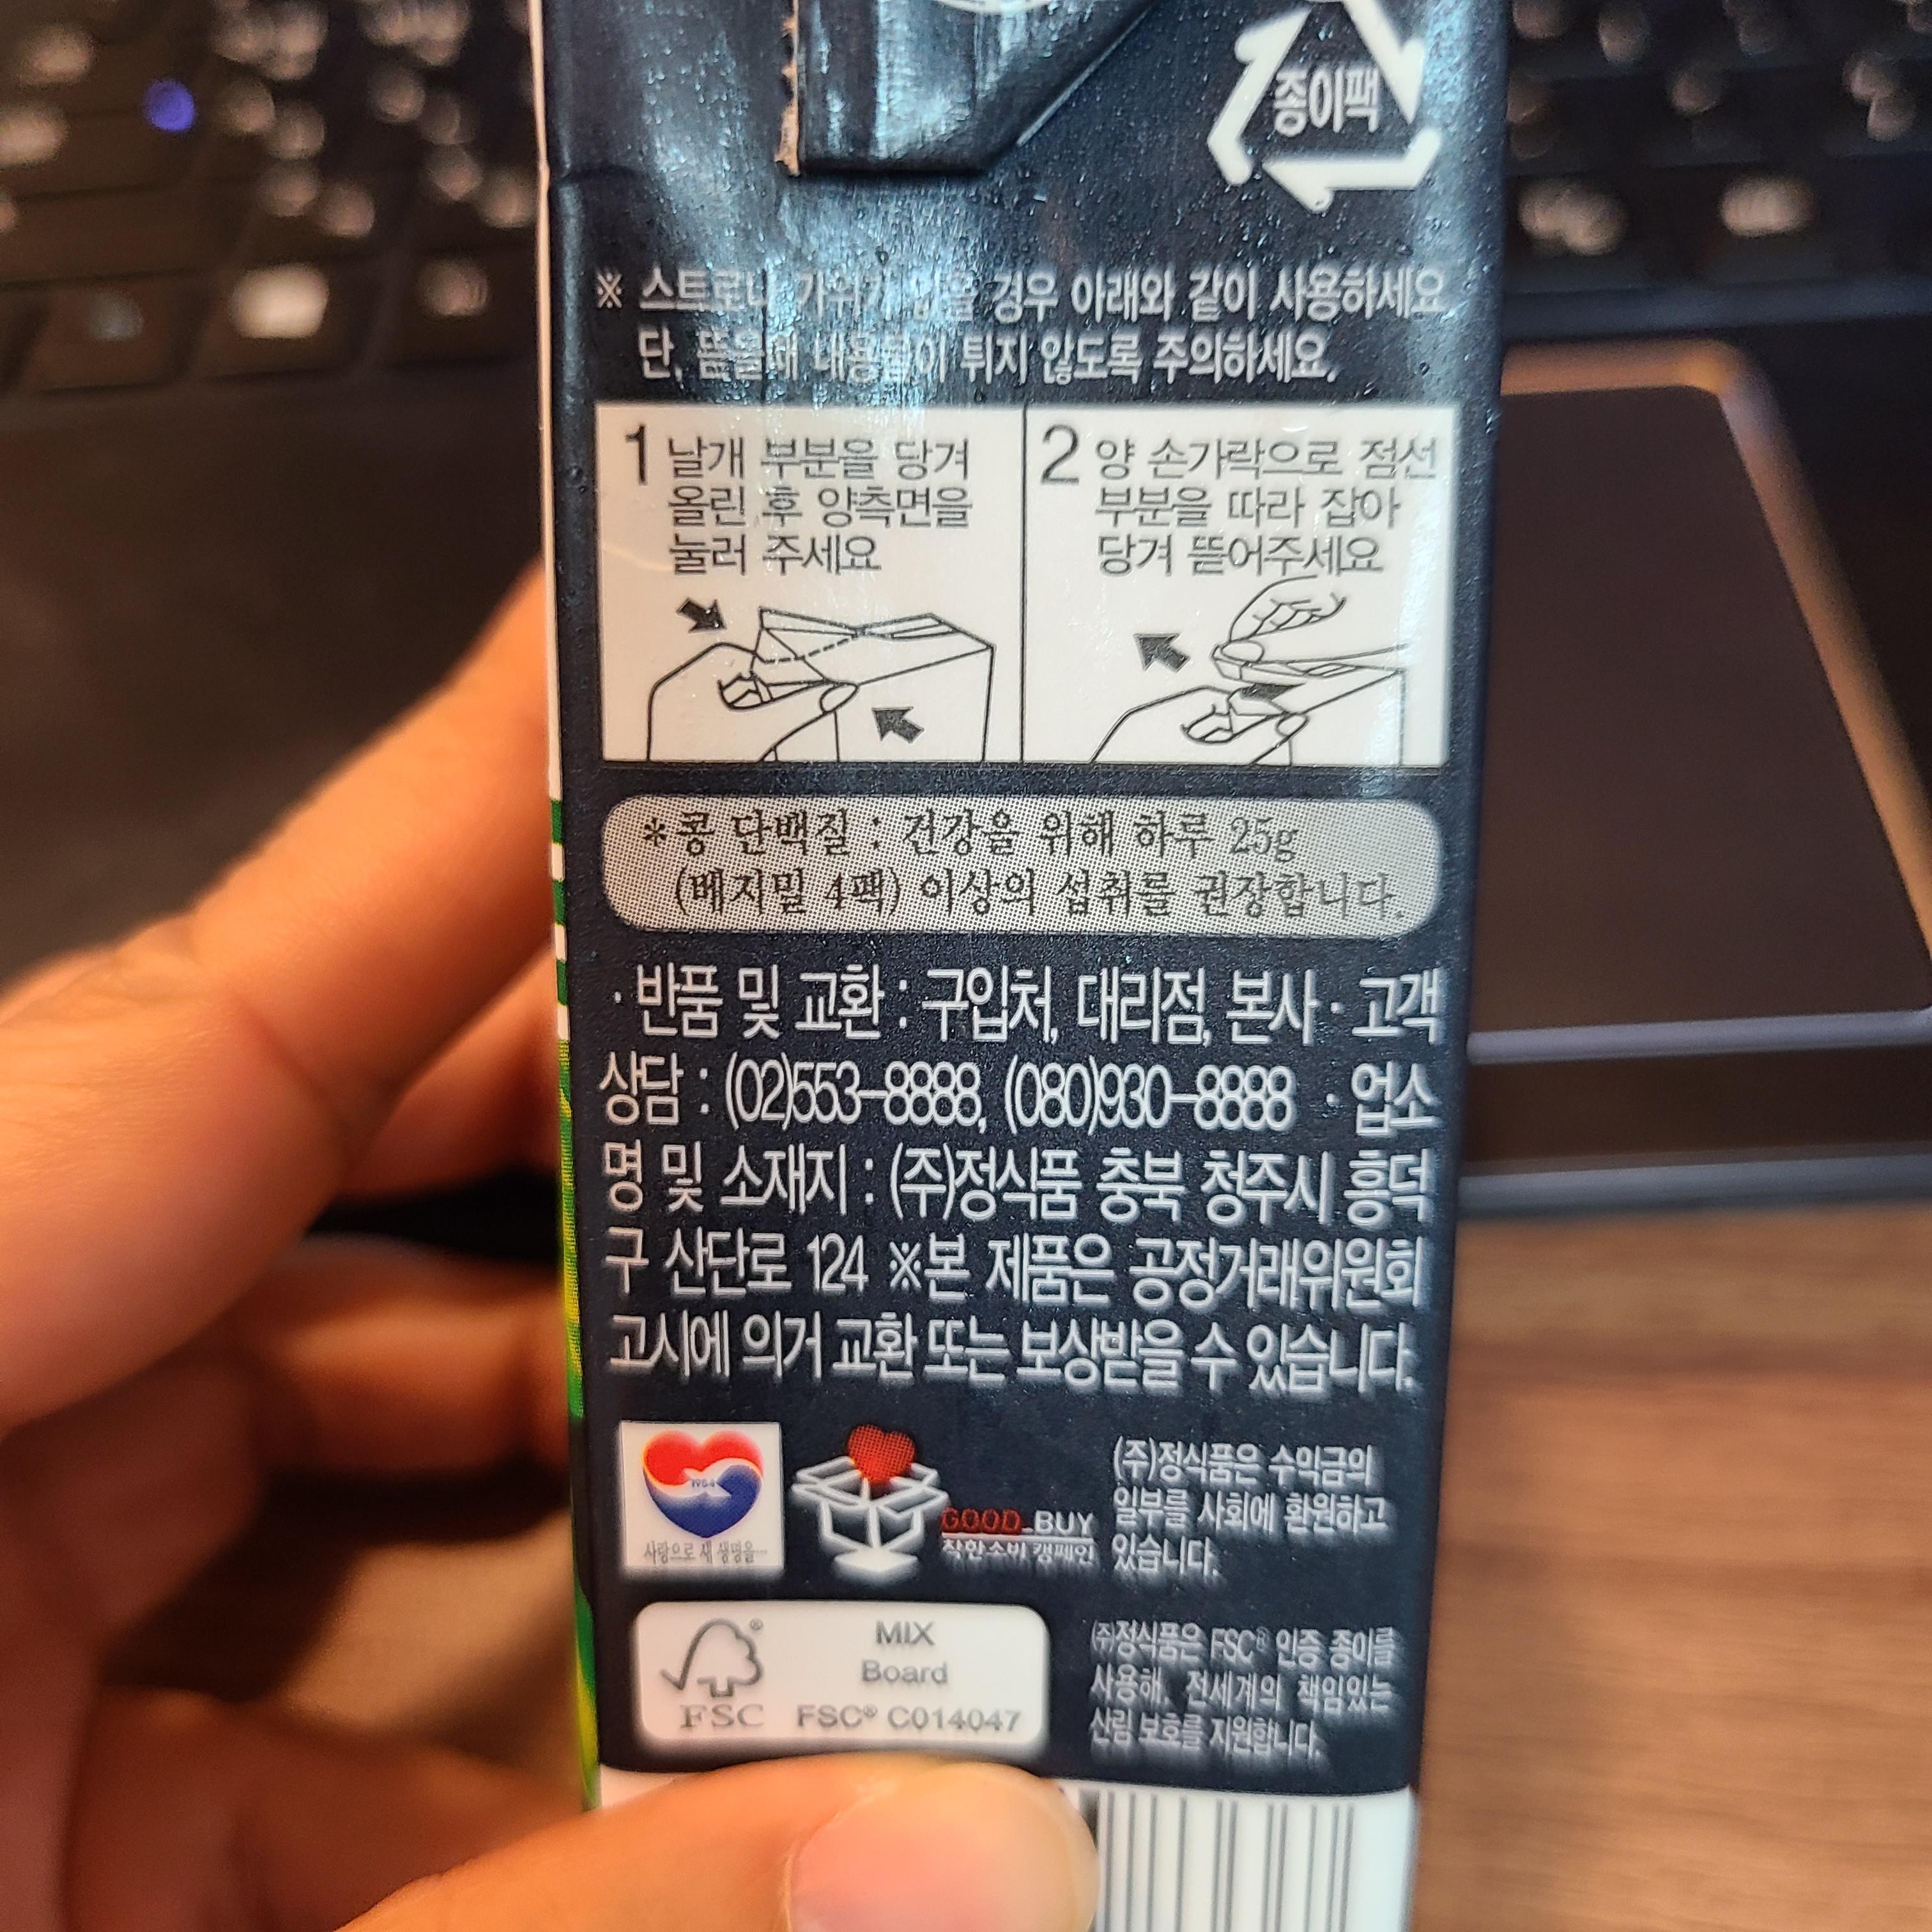 종이팩
※ 스트로나 가위가 없을 경우 아래와 같이 사용하세요
단, 뜯을때 내용물이 튀지 않도록 주의하세요.
1 날개 부분을 당겨
올린 후 양측면을
눌러 주세요
2 양 손가락으로 점선
부분을 따라 잡아
당겨 뜯어주세요
*콩 단백질 : 건강을 위해 하루 25g
(베지밀 4팩) 이상의 섭취를 권장합니다.
· 반품 및 교환 : 구입처, 대리점, 본사 · 고객
상담 : (02)553-8888, (080)930-8888 · 업소
명 및 소재지 : (주)정식품 충북 청주시 흥덕
구 산단로 124 ※본 제품은 공정거래위원회
고시에 의거 교환 또는 보상받을 수 있습니다.
1984
사랑으로 새 생명을…
GOOD_BUY
착한소비 캠페인
(주)정식품은 수익금의
일부를 사회에 환원하고
있습니다.
FSC
MIX
Board
FSC® C014047
㈜정식품은 FSC® 인증 종이를
사용해, 전세계의 책임있는
산림 보호를 지원합니다.